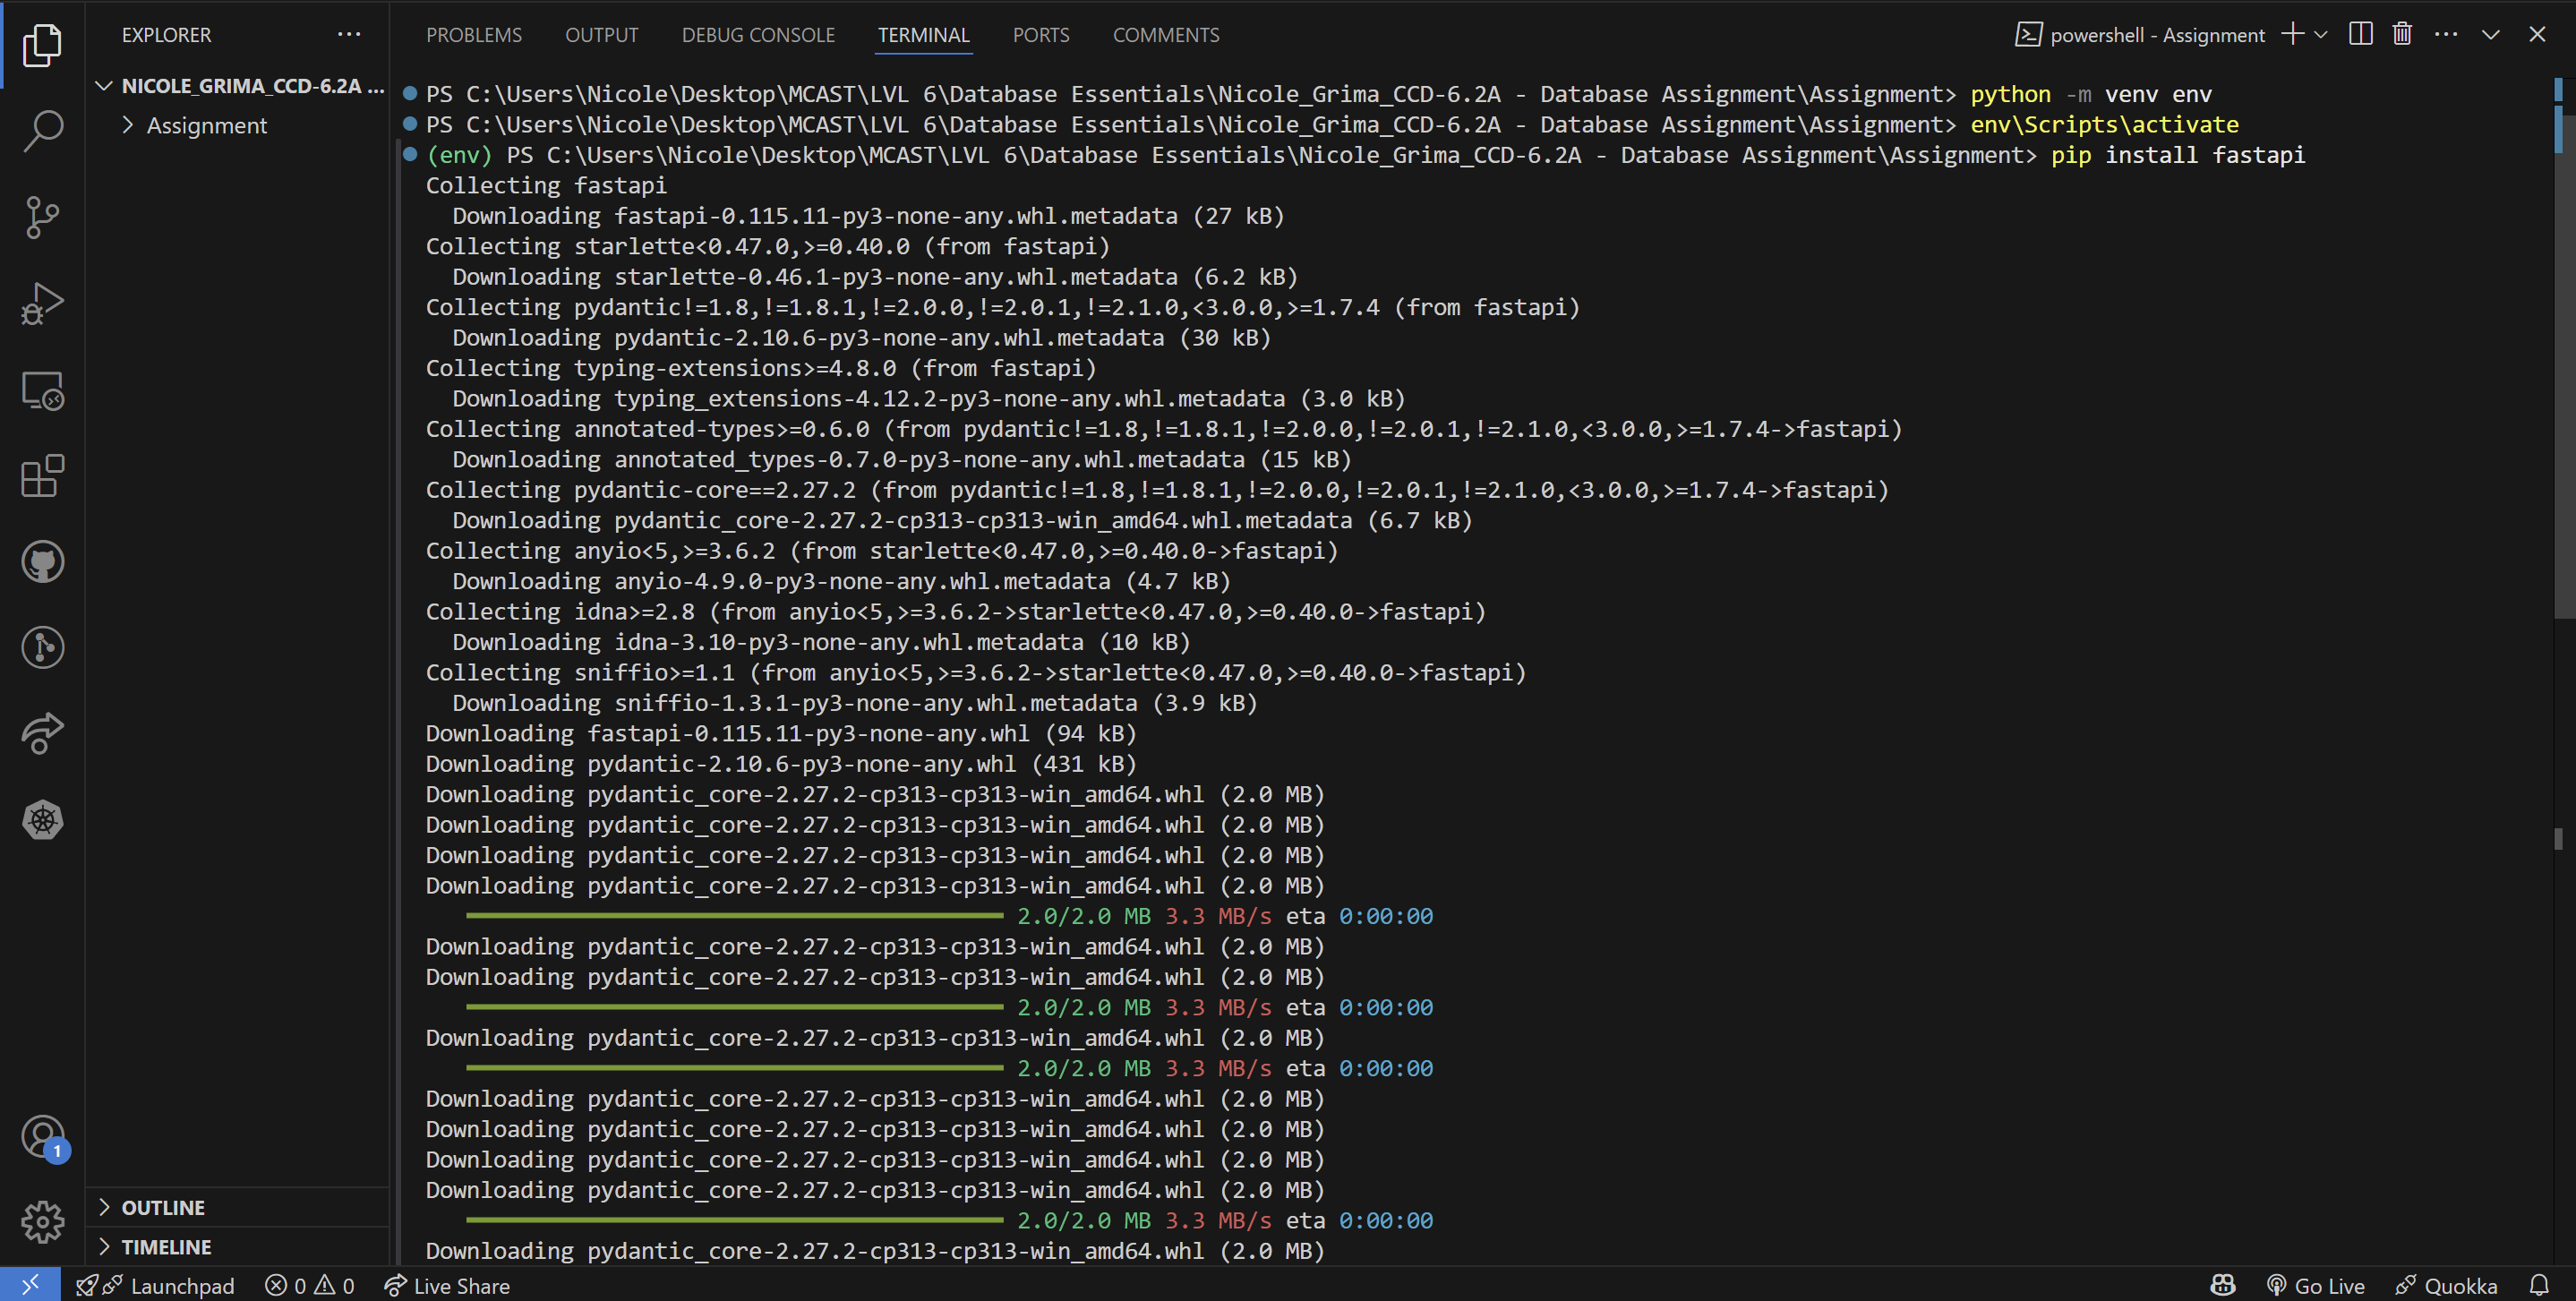 EXPLORER
NICOLE_GRIMA_CCD-6.2A ...
Assignment
OUTLINE
TIMELINE
PROBLEMS OUTPUT DEBUG CONSOLE TERMINAL PORTS COMMENTS
powershell - Assignment
PS C:\Users\Nicole\Desktop\MCAST\LVL 6\Database Essentials\Nicole_Grima_CCD-6.2A - Database Assignment\Assignment> python -m venv env
PS C:\Users\Nicole\Desktop\MCAST\LVL 6\Database Essentials\Nicole_Grima_CCD-6.2A - Database Assignment\Assignment> env\Scripts\activate
(env) PS C:\Users\Nicole\Desktop\MCAST\LVL 6\Database Essentials\Nicole_Grima_CCD-6.2A - Database Assignment\Assignment> pip install fastapi
Collecting fastapi
  Downloading fastapi-0.115.11-py3-none-any.whl.metadata (27 kB)
Collecting starlette<0.47.0,>=0.40.0 (from fastapi)
  Downloading starlette-0.46.1-py3-none-any.whl.metadata (6.2 kB)
Collecting pydantic!=1.8,!=1.8.1,!=2.0.0,!=2.0.1,!=2.1.0,<3.0.0,>=1.7.4 (from fastapi)
  Downloading pydantic-2.10.6-py3-none-any.whl.metadata (30 kB)
Collecting typing-extensions>=4.8.0 (from fastapi)
  Downloading typing_extensions-4.12.2-py3-none-any.whl.metadata (3.0 kB)
Collecting annotated-types>=0.6.0 (from pydantic!=1.8,!=1.8.1,!=2.0.0,!=2.0.1,!=2.1.0,<3.0.0,>=1.7.4->fastapi)
  Downloading annotated_types-0.7.0-py3-none-any.whl.metadata (15 kB)
Collecting pydantic-core==2.27.2 (from pydantic!=1.8,!=1.8.1,!=2.0.0,!=2.0.1,!=2.1.0,<3.0.0,>=1.7.4->fastapi)
  Downloading pydantic_core-2.27.2-cp313-cp313-win_amd64.whl.metadata (6.7 kB)
Collecting anyio<5,>=3.6.2 (from starlette<0.47.0,>=0.40.0->fastapi)
  Downloading anyio-4.9.0-py3-none-any.whl.metadata (4.7 kB)
Collecting idna>=2.8 (from anyio<5,>=3.6.2->starlette<0.47.0,>=0.40.0->fastapi)
  Downloading idna-3.10-py3-none-any.whl.metadata (10 kB)
Collecting sniffio>=1.1 (from anyio<5,>=3.6.2->starlette<0.47.0,>=0.40.0->fastapi)
  Downloading sniffio-1.3.1-py3-none-any.whl.metadata (3.9 kB)
Downloading fastapi-0.115.11-py3-none-any.whl (94 kB)
Downloading pydantic-2.10.6-py3-none-any.whl (431 kB)
Downloading pydantic_core-2.27.2-cp313-cp313-win_amd64.whl (2.0 MB)
Downloading pydantic_core-2.27.2-cp313-cp313-win_amd64.whl (2.0 MB)
Downloading pydantic_core-2.27.2-cp313-cp313-win_amd64.whl (2.0 MB)
Downloading pydantic_core-2.27.2-cp313-cp313-win_amd64.whl (2.0 MB)
2.0/2.0 MB 3.3 MB/s eta 0:00:00
Downloading pydantic_core-2.27.2-cp313-cp313-win_amd64.whl (2.0 MB)
Downloading pydantic_core-2.27.2-cp313-cp313-win_amd64.whl (2.0 MB)
2.0/2.0 MB 3.3 MB/s eta 0:00:00
Downloading pydantic_core-2.27.2-cp313-cp313-win_amd64.whl (2.0 MB)
2.0/2.0 MB 3.3 MB/s eta 0:00:00
Downloading pydantic_core-2.27.2-cp313-cp313-win_amd64.whl (2.0 MB)
Downloading pydantic_core-2.27.2-cp313-cp313-win_amd64.whl (2.0 MB)
Downloading pydantic_core-2.27.2-cp313-cp313-win_amd64.whl (2.0 MB)
Downloading pydantic_core-2.27.2-cp313-cp313-win_amd64.whl (2.0 MB)
2.0/2.0 MB 3.3 MB/s eta 0:00:00
Downloading pydantic_core-2.27.2-cp313-cp313-win_amd64.whl (2.0 MB)
1
Launchpad 0 0 Live Share Go Live Quokka